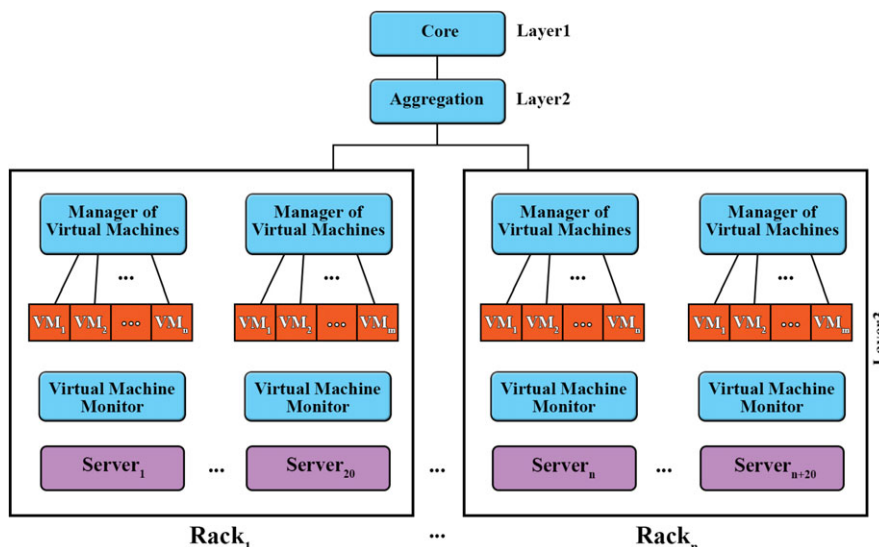 Core Layer1
Aggregation Layer2
Manager of Virtual Machines
Manager of Virtual Machines
Manager of Virtual Machines
Manager of Virtual Machines
... ... ... ...
VM₁ VM₂ ... VMₙ
VM₁ VM₂ ... VMₘ
VM₁ VM₂ ... VMₙ
VM₁ VM₂ ... VMₘ
Layer3
Virtual Machine Monitor
Virtual Machine Monitor
Virtual Machine Monitor
Virtual Machine Monitor
Server₁ ... Server₂₀ ... Serverₙ ... Serverₙ₊₂₀
Rack₁ ... Rackₙ